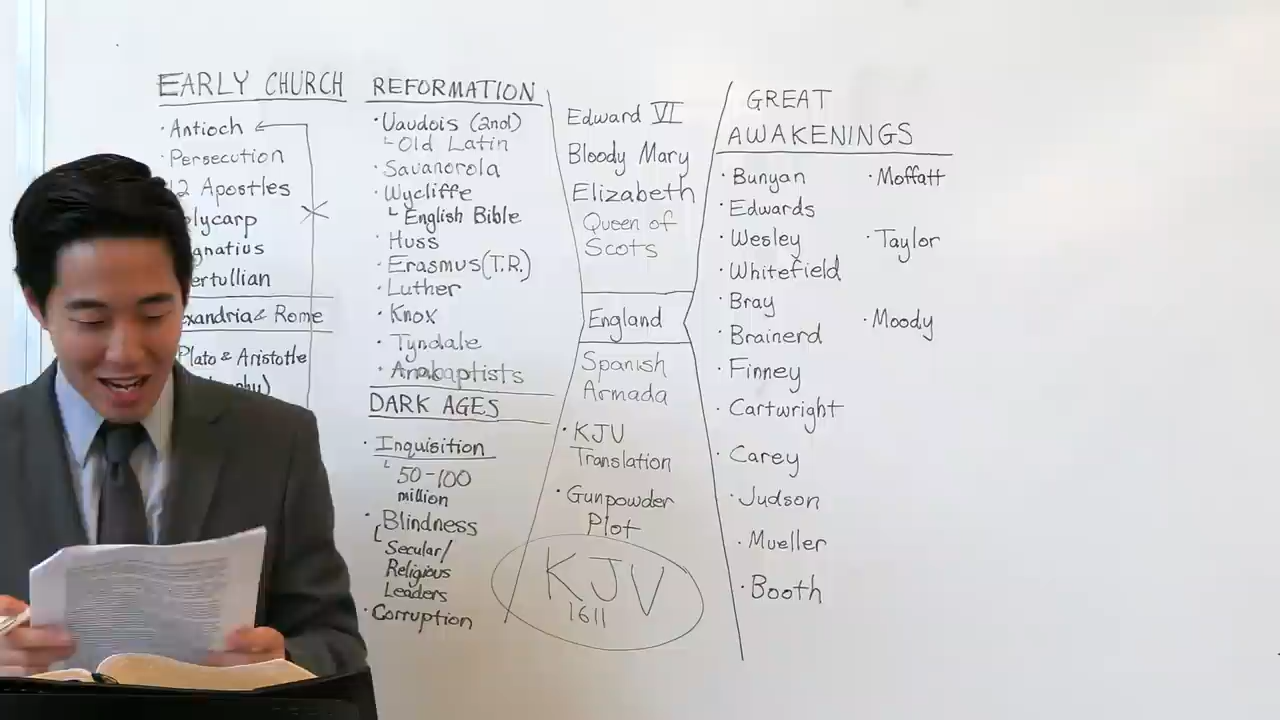 EARLY CHURCH
· Antioch
· Persecution
12 Apostles
lycarp
gnatius
ertullian
exandria & Rome
Plato & Aristotle
REFORMATION
· Vaudois (2nd)
Old Latin
· Savanorola
· Wycliffe
English Bible
· Huss
· Erasmus (T.R.)
· Luther
· Knox
· Tyndale
· Anabaptists
DARK AGES
· Inquisition
50-100
million
· Blindness
Secular/
Religious
Leaders
· Corruption
Edward VI
Bloody Mary
Elizabeth
Queen of
Scots
England
Spanish
Armada
· KJV
Translation
· Gunpowder
Plot
KJV
1611
GREAT
AWAKENINGS
· Bunyan
· Edwards
· Wesley
· Whitefield
· Bray
· Brainerd
· Finney
· Cartwright
· Carey
· Judson
· Mueller
· Booth
· Moffatt
· Taylor
· Moody